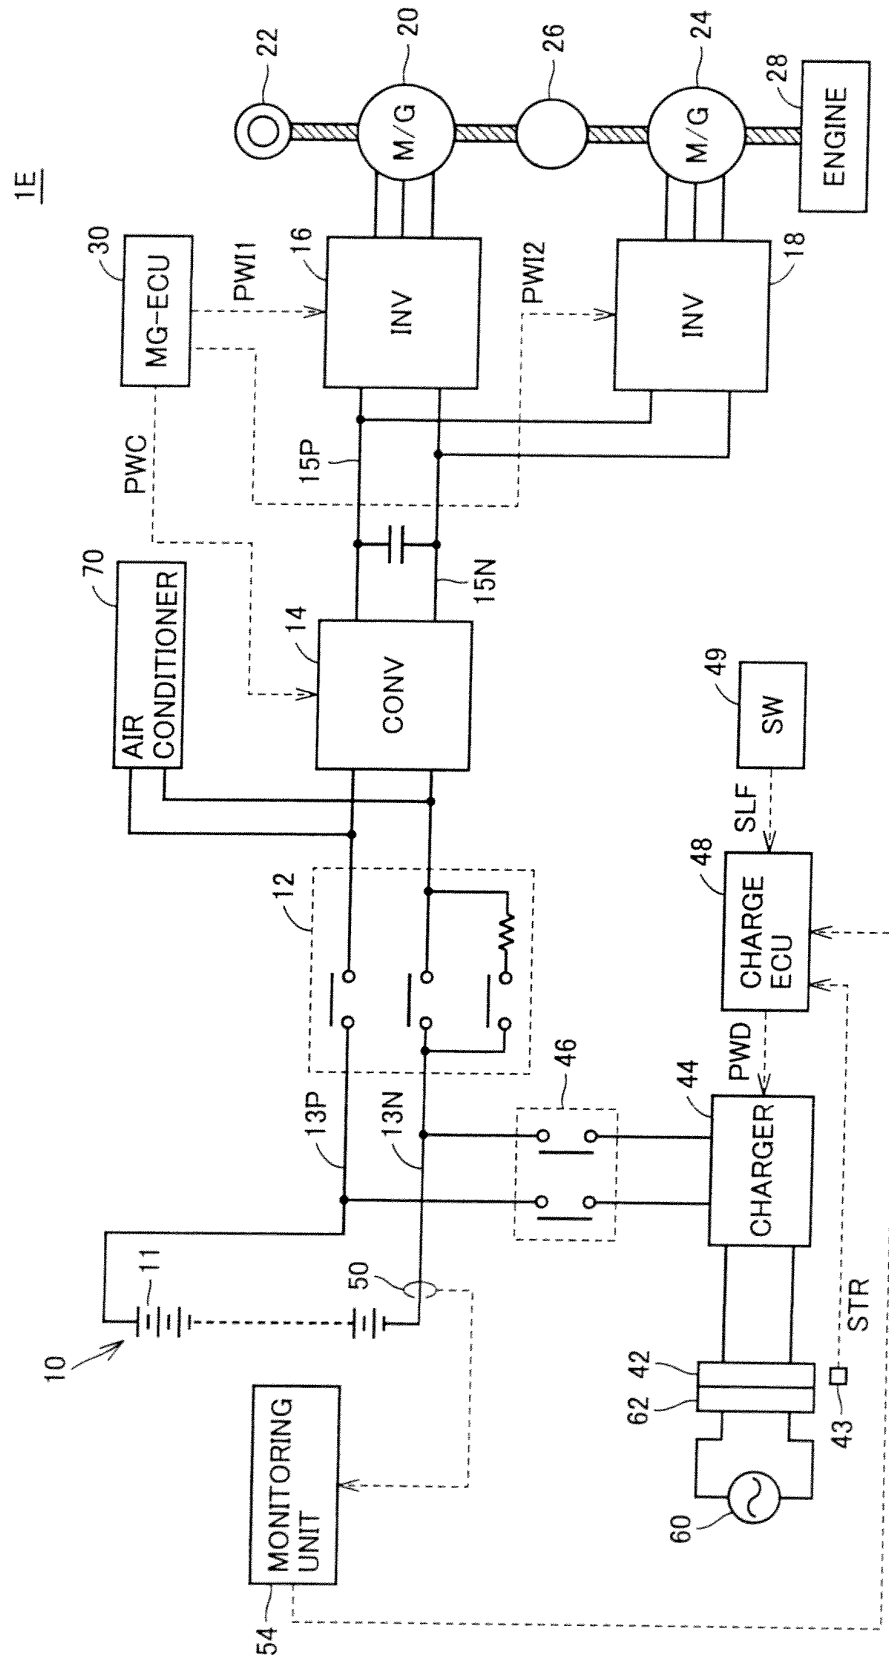 1E
22
20
26
24
28
M/G
M/G
ENGINE
30
MG-ECU
PWI1
16
INV
PWI2
18
INV
PWC
15P
15N
70
AIR
CONDITIONER
14
CONV
49
SW
SLF
12
48
CHARGE
ECU
PWD
46
44
CHARGER
13P
13N
10
11
50
STR
42
62
43
60
MONITORING
UNIT
54